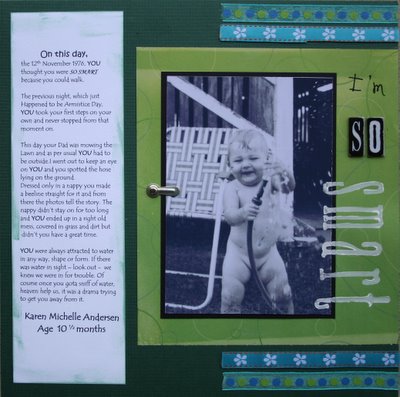 On this day,
the 12th November 1976, YOU
thought you were SO SMART
because you could walk.
The previous night, which just
Happened to be Armistice Day,
YOU took your first steps on your
own and never stopped from that
moment on.
This day your Dad was mowing the
Lawn and as per usual YOU had to
be outside. I went out to keep an eye
on YOU and you spotted the hose
lying on the ground.
Dressed only in a nappy you made
a beeline straight for it and from
there the photos tell the story. The
nappy didn't stay on for too long
and YOU ended up in a right old
mess, covered in grass and dirt but
didn't you have a great time.
YOU were always attracted to water
in any way, shape or form. If there
was water in sight – look out – we
knew we were in for trouble. Of
course once you got a sniff of water,
heaven help us, it was a drama trying
to get you away from it.
Karen Michelle Andersen
Age 10 ½ months
I'm
SO
smart